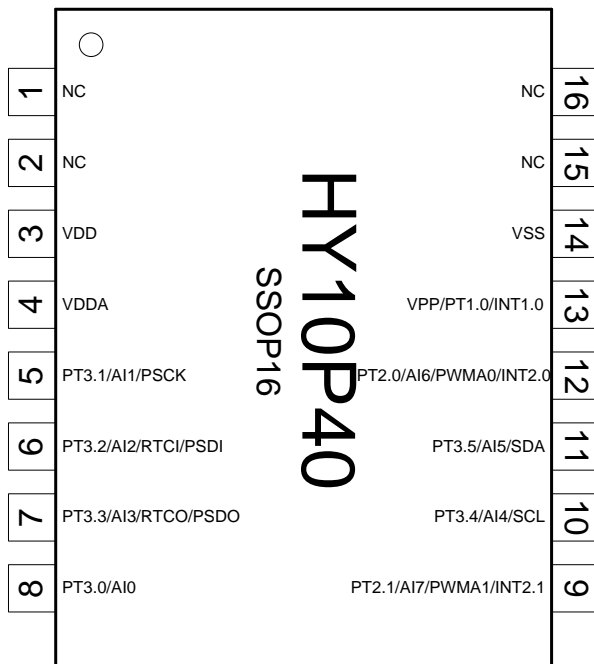 1 NC NC 16
2 NC NC 15
3 VDD VSS 14
4 VDDA VPP/PT1.0/INT1.0 13
5 PT3.1/AI1/PSCK PT2.0/AI6/PWMA0/INT2.0 12
6 PT3.2/AI2/RTCI/PSDI PT3.5/AI5/SDA 11
7 PT3.3/AI3/RTCO/PSDO PT3.4/AI4/SCL 10
8 PT3.0/AI0 PT2.1/AI7/PWMA1/INT2.1 9
HY10P40
SSOP16